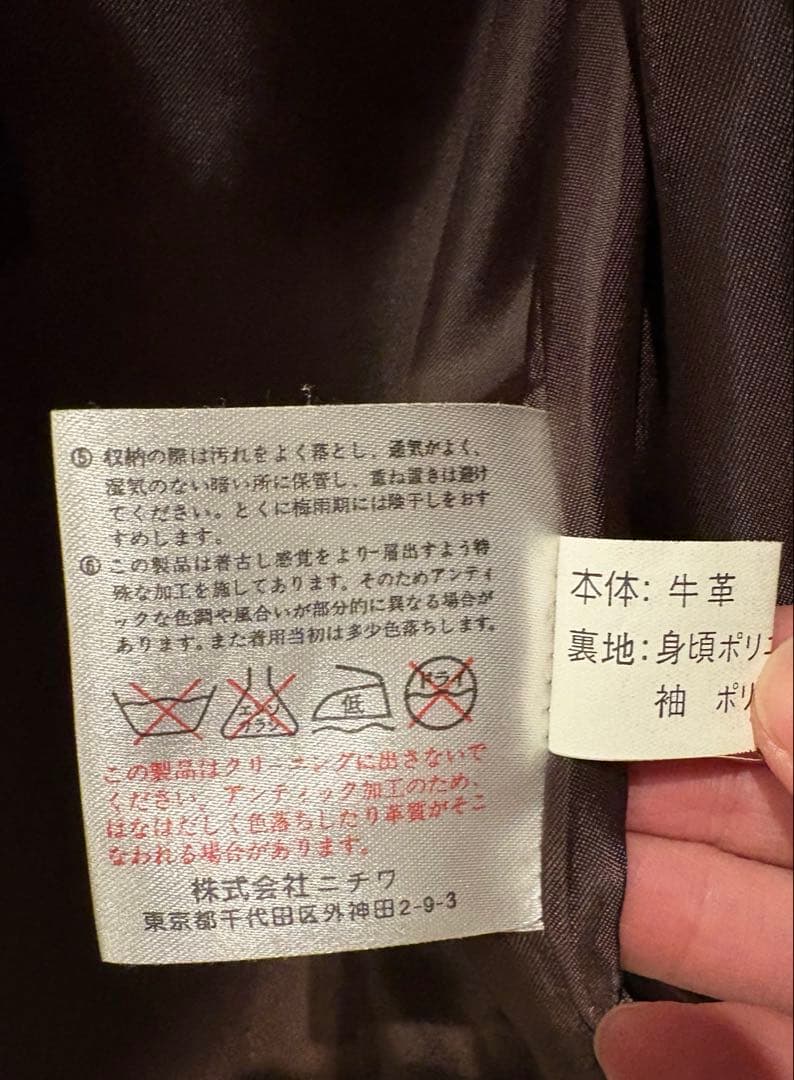 ⑤ 収納の際は汚れをよく落とし、通気がよく、
湿気のない暗い所に保管し、重ね置きは避け
てください。とくに梅雨期には陰干しをおす
すめします。
⑥ この製品は着古し感覚をより一層出すよう特
殊な加工を施してあります。そのためアンティ
ックな色調や風合いが部分的に異なる場合が
あります。また着用当初は多少色落ちします。
エンソ
イラン
低
ドライ
この製品はクリーニングに出さないで
ください。アンティック加工のため、
はなはだしく色落ちしたり革質がそこ
なわれる場合があります。
株式会社ニチワ
東京都千代田区外神田2-9-3
本体: 牛革
裏地: 身頃ポリエ
袖 ポリ